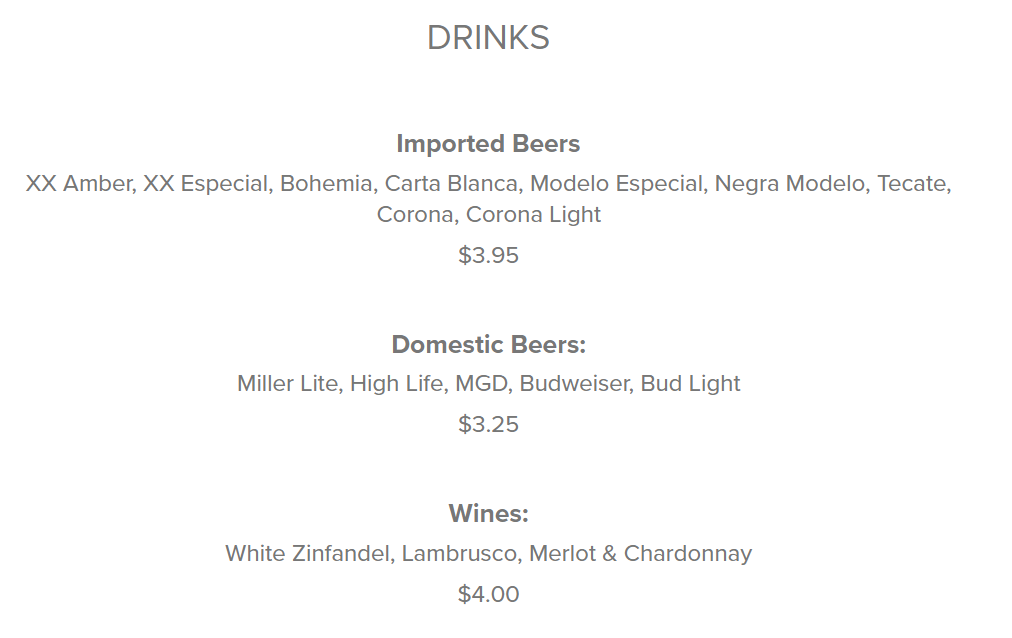 DRINKS
Imported Beers
XX Amber, XX Especial, Bohemia, Carta Blanca, Modelo Especial, Negra Modelo, Tecate,
Corona, Corona Light
$3.95
Domestic Beers:
Miller Lite, High Life, MGD, Budweiser, Bud Light
$3.25
Wines:
White Zinfandel, Lambrusco, Merlot & Chardonnay
$4.00